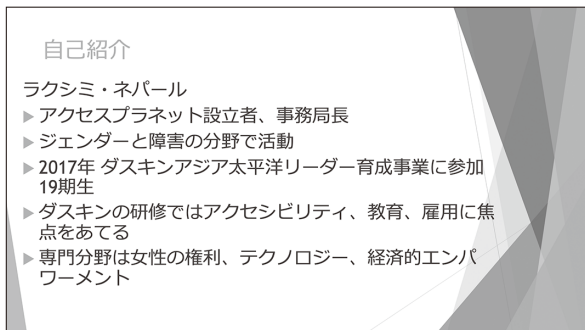 自己紹介
ラクシミ・ネパール
▶ アクセスプラネット設立者、事務局長
▶ ジェンダーと障害の分野で活動
▶ 2017年 ダスキンアジア太平洋リーダー育成事業に参加
19期生
▶ ダスキンの研修ではアクセシビリティ、教育、雇用に焦
点をあてる
▶ 専門分野は女性の権利、テクノロジー、経済的エンパ
ワーメント